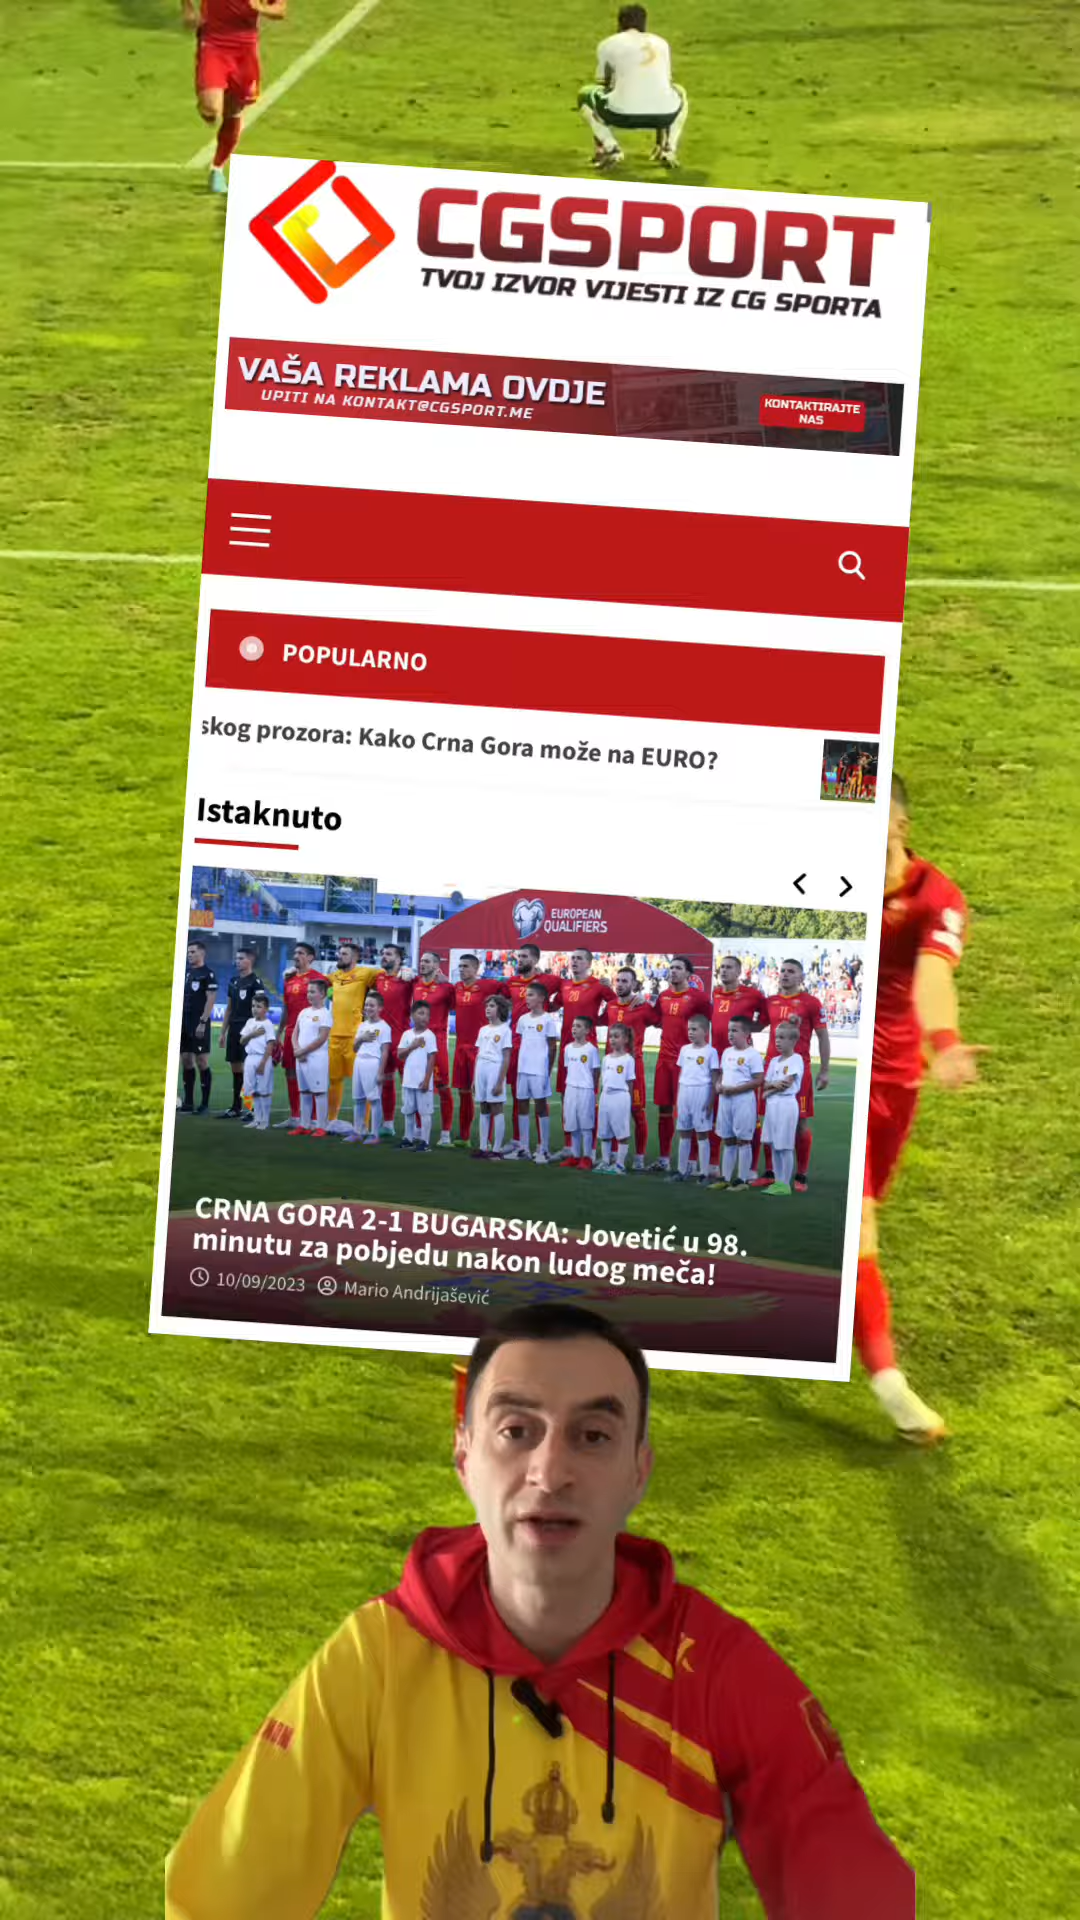 CGSPORT
TVOJ IZVOR VIJESTI IZ CG SPORTA
VAŠA REKLAMA OVDJE
UPITI NA KONTAKT@CGSPORT.ME
KONTAKTIRAJTE
NAS
POPULARNO
skog prozora: Kako Crna Gora može na EURO?
Istaknuto
EUROPEAN
QUALIFIERS
CRNA GORA 2-1 BUGARSKA: Jovetić u 98.
minutu za pobjedu nakon ludog meča!
10/09/2023 Mario Andrijašević